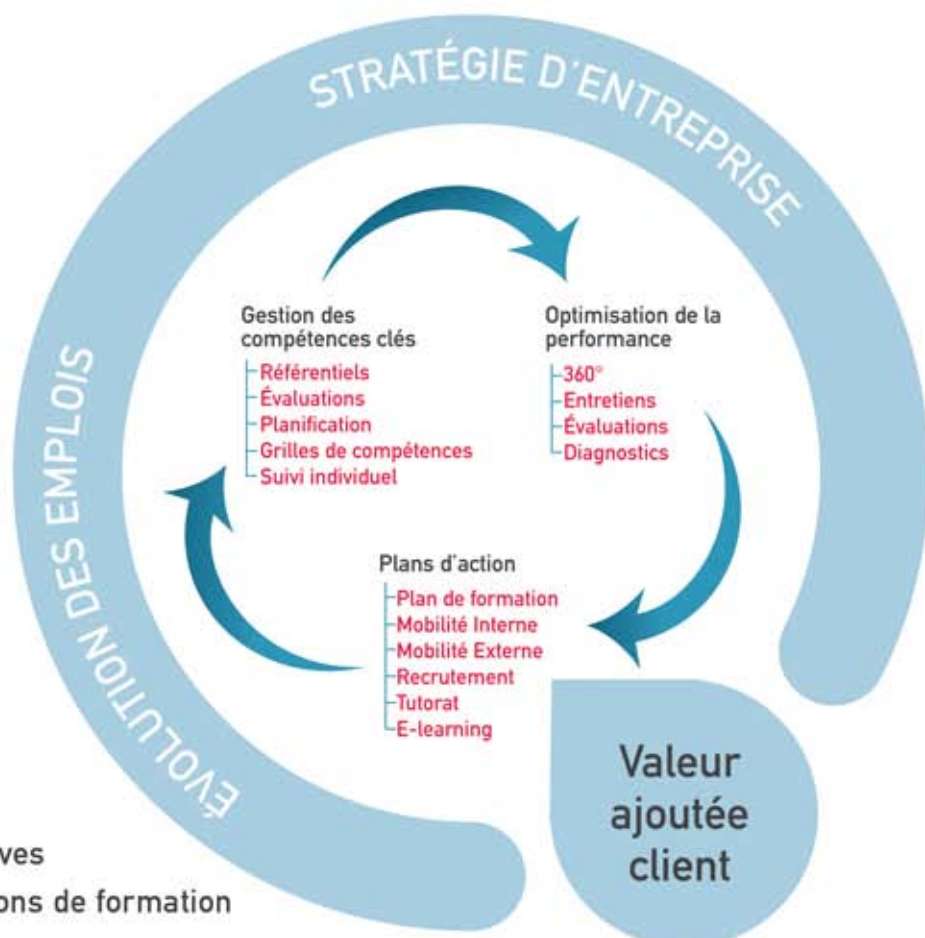 STRATÉGIE D'ENTREPRISE
ÉVOLUTION DES EMPLOIS
Gestion des
compétences clés
Référentiels
Évaluations
Planification
Grilles de compétences
Suivi individuel
Optimisation de la
performance
360°
Entretiens
Évaluations
Diagnostics
Plans d'action
Plan de formation
Mobilité Interne
Mobilité Externe
Recrutement
Tutorat
E-learning
Valeur
ajoutée
client
ves
ons de formation